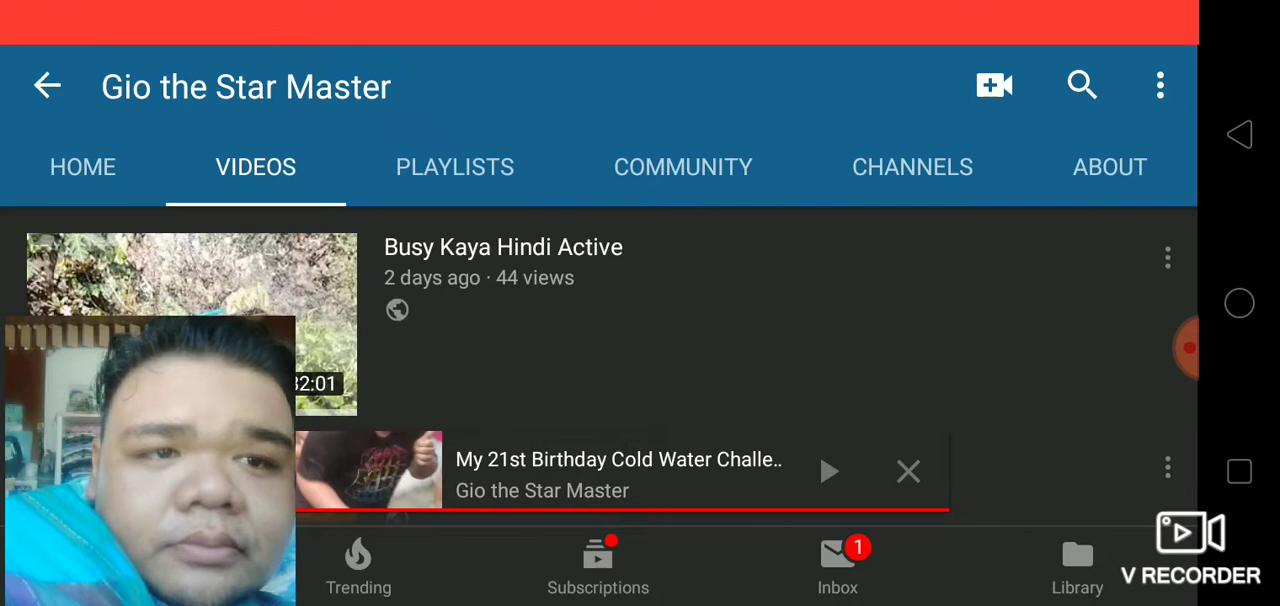 Gio the Star Master
HOME VIDEOS PLAYLISTS COMMUNITY CHANNELS ABOUT
Busy Kaya Hindi Active
2 days ago · 44 views
32:01
My 21st Birthday Cold Water Challe..
Gio the Star Master
Trending Subscriptions 1 Inbox Library
V RECORDER